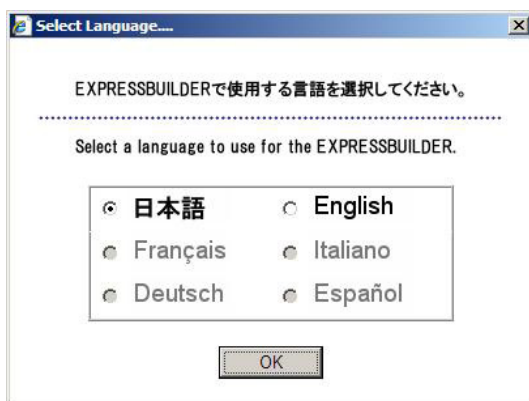 Select Language....
EXPRESSBUILDERで使用する言語を選択してください。
Select a language to use for the EXPRESSBUILDER.
日本語 English
Français Italiano
Deutsch Español
OK